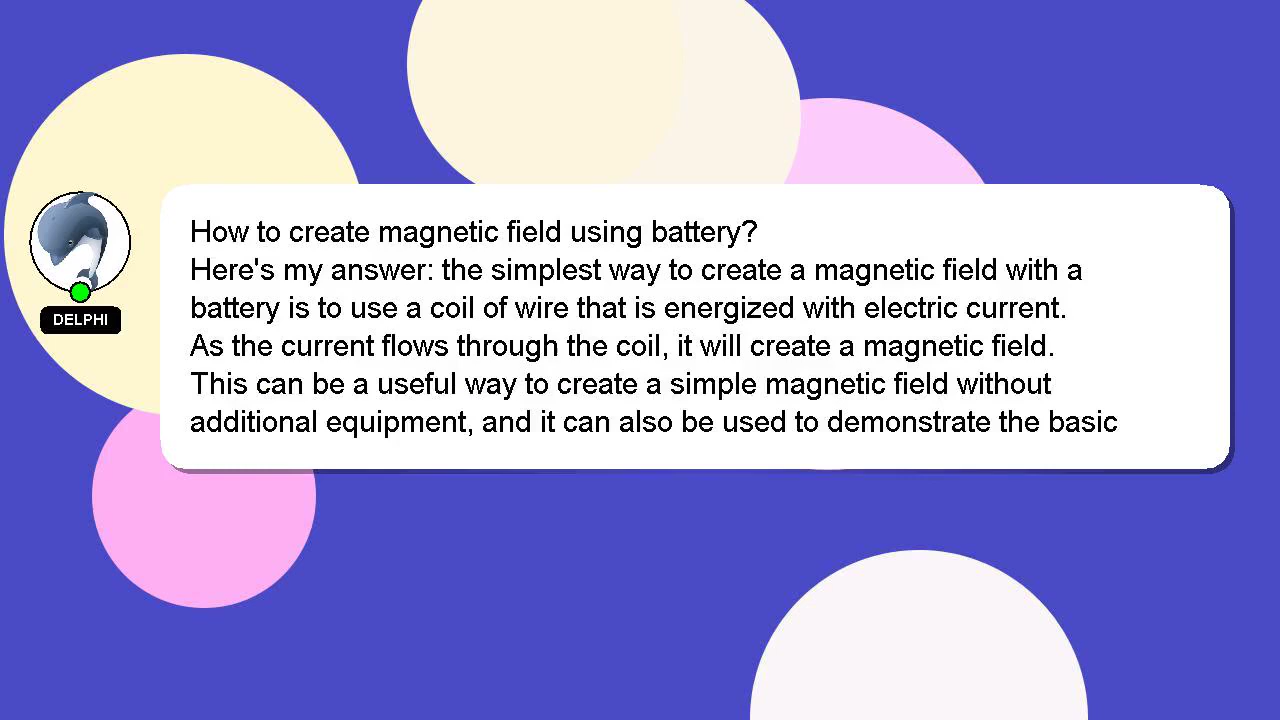 How to create magnetic field using battery?
Here's my answer: the simplest way to create a magnetic field with a
battery is to use a coil of wire that is energized with electric current.
As the current flows through the coil, it will create a magnetic field.
This can be a useful way to create a simple magnetic field without
additional equipment, and it can also be used to demonstrate the basic
DELPHI